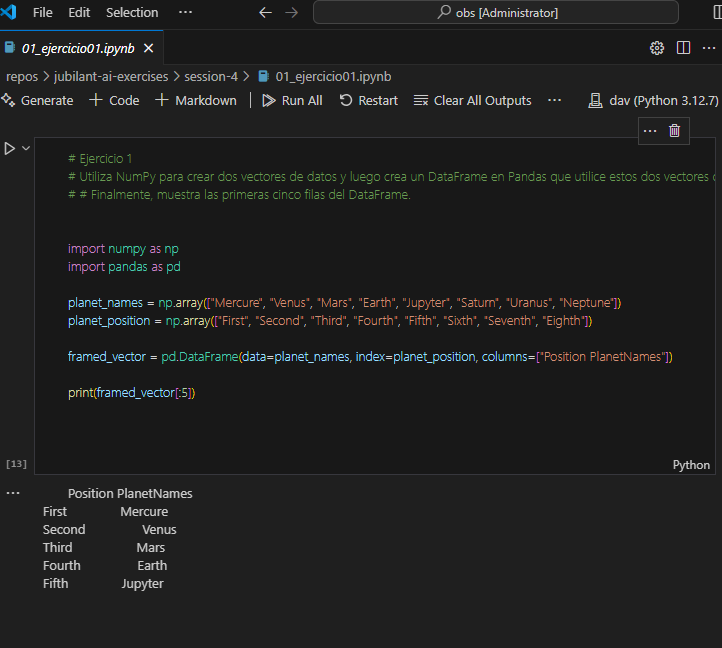 File Edit Selection ··· ← → obs [Administrator]
01_ejercicio01.ipynb ✕ ···
repos > jubilant-ai-exercises > session-4 > 01_ejercicio01.ipynb
Generate + Code + Markdown | Run All Restart Clear All Outputs ··· dav (Python 3.12.7)
···
# Ejercicio 1
# Utiliza NumPy para crear dos vectores de datos y luego crea un DataFrame en Pandas que utilice estos dos vectores
# # Finalmente, muestra las primeras cinco filas del DataFrame.
import numpy as np
import pandas as pd
planet_names = np.array(["Mercure", "Venus", "Mars", "Earth", "Jupyter", "Saturn", "Uranus", "Neptune"])
planet_position = np.array(["First", "Second", "Third", "Fourth", "Fifth", "Sixth", "Seventh", "Eighth"])
framed_vector = pd.DataFrame(data=planet_names, index=planet_position, columns=["Position PlanetNames"])
print(framed_vector[:5])
[13] Python
··· Position PlanetNames
First Mercure
Second Venus
Third Mars
Fourth Earth
Fifth Jupyter